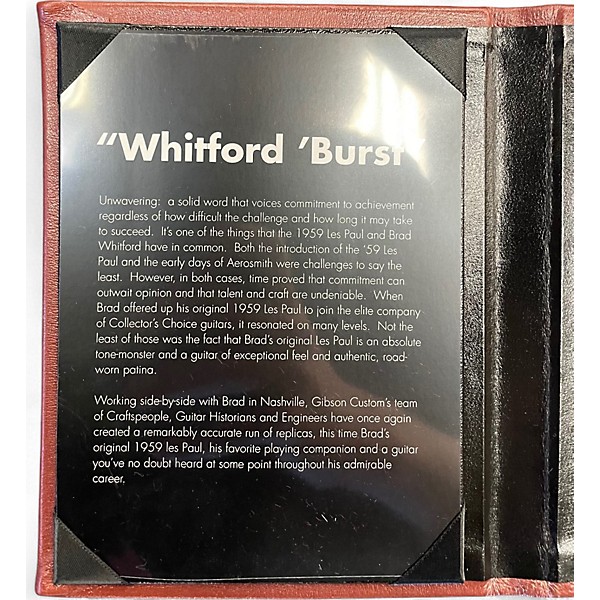 “Whitford ’Burst”
Unwavering:  a solid word that voices commitment to achievement
regardless of how difficult the challenge and how long it may take
to succeed.  It’s one of the things that the 1959 Les Paul and Brad
Whitford have in common.  Both the introduction of the ’59 Les
Paul and the early days of Aerosmith were challenges to say the
least.  However, in both cases, time proved that commitment can
outwait opinion and that talent and craft are undeniable.  When
Brad offered up his original 1959 Les Paul to join the elite company
of Collector’s Choice guitars, it resonated on many levels.  Not the
least of those was the fact that Brad’s original Les Paul is an absolute
tone-monster and a guitar of exceptional feel and authentic, road-
worn patina.
Working side-by-side with Brad in Nashville, Gibson Custom’s team
of Craftspeople, Guitar Historians and Engineers have once again
created a remarkably accurate run of replicas, this time Brad’s
original 1959 les Paul, his favorite playing companion and a guitar
you’ve no doubt heard at some point throughout his admirable
career.